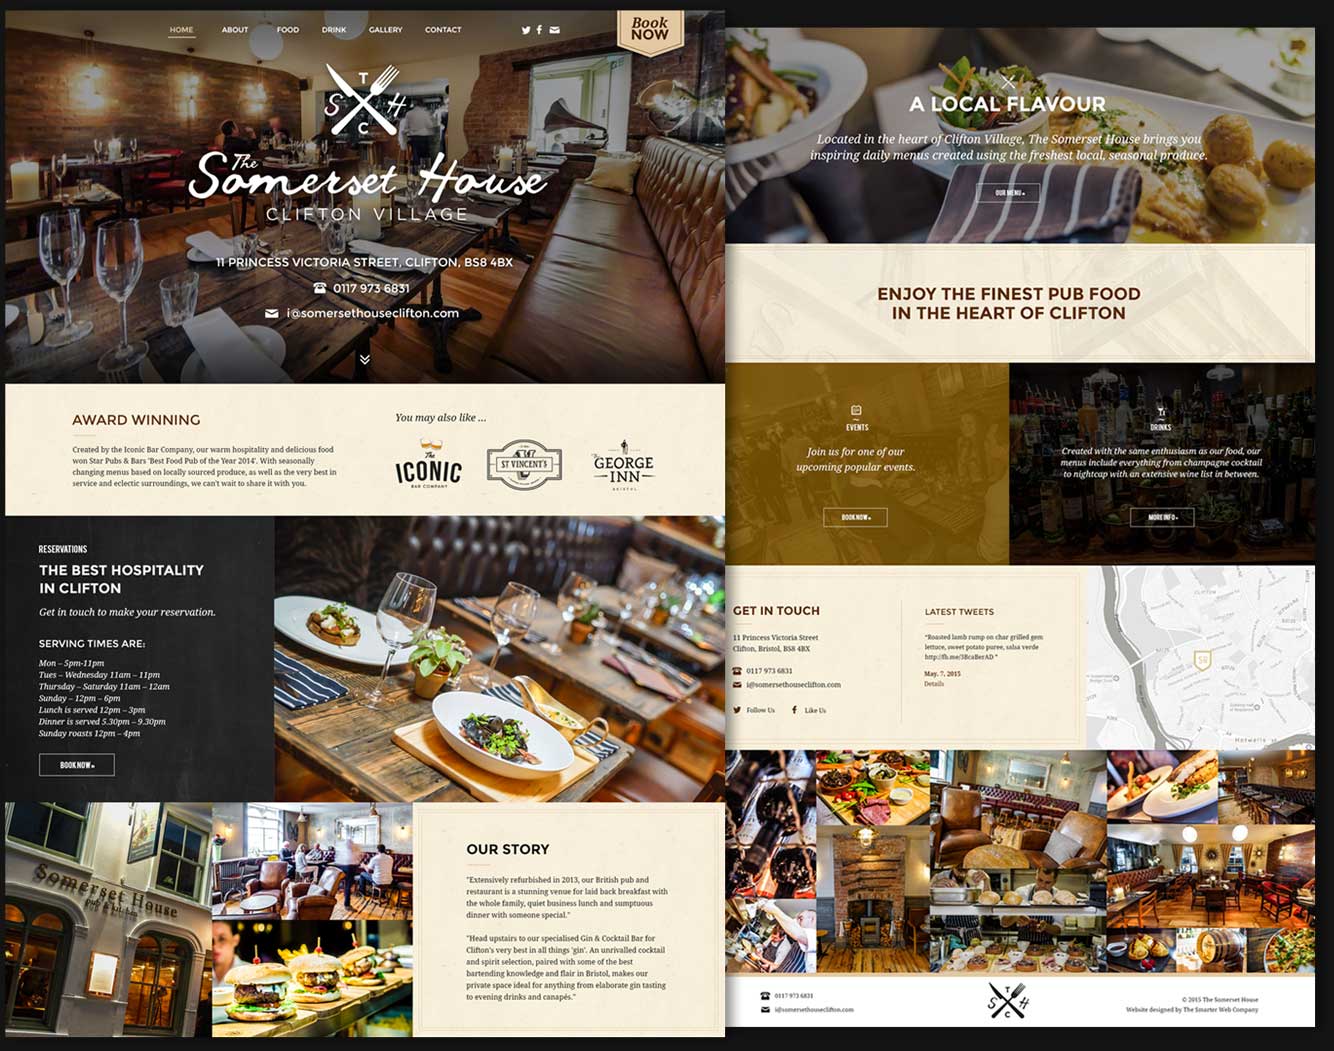 HOME ABOUT FOOD DRINK GALLERY CONTACT
Book
NOW
T
S H
C
The
Somerset House
CLIFTON VILLAGE
11 PRINCESS VICTORIA STREET, CLIFTON, BS8 4BX
0117 973 6831
i@somersethouseclifton.com
AWARD WINNING
Created by the Iconic Bar Company, our warm hospitality and delicious food
won Star Pubs & Bars 'Best Food Pub of the Year 2014'. With seasonally
changing menus based on locally sourced produce, as well as the very best in
service and eclectic surroundings, we can't wait to share it with you.
You may also like ...
The
ICONIC
BAR COMPANY
ST VINCENT'S
The
GEORGE
INN
BRISTOL
RESERVATIONS
THE BEST HOSPITALITY
IN CLIFTON
Get in touch to make your reservation.
SERVING TIMES ARE:
Mon – 5pm-11pm
Tues – Wednesday 11am – 11pm
Thursday – Saturday 11am – 12am
Sunday – 12pm – 6pm
Lunch is served 12pm – 3pm
Dinner is served 5.30pm – 9.30pm
Sunday roasts 12pm – 4pm
BOOK NOW »
Somerset House
pub & kitchen
OUR STORY
"Extensively refurbished in 2013, our British pub and
restaurant is a stunning venue for laid back breakfast with
the whole family, quiet business lunch and sumptuous
dinner with someone special."
"Head upstairs to our specialised Gin & Cocktail Bar for
Clifton's very best in all things 'gin'. An unrivalled cocktail
and spirit selection, paired with some of the best
bartending knowledge and flair in Bristol, makes our
private space ideal for anything from elaborate gin tasting
to evening drinks and canapés."
A LOCAL FLAVOUR
Located in the heart of Clifton Village, The Somerset House brings you
inspiring daily menus created using the freshest local, seasonal produce.
OUR MENU »
ENJOY THE FINEST PUB FOOD
IN THE HEART OF CLIFTON
EVENTS
Join us for one of our
upcoming popular events.
BOOK NOW »
DRINKS
Created with the same enthusiasm as our food, our
menus include everything from champagne cocktail
to nightcap with an extensive wine list in between.
MORE INFO »
GET IN TOUCH
11 Princess Victoria Street
Clifton, Bristol, BS8 4BX
0117 973 6831
i@somersethouseclifton.com
Follow Us Like Us
LATEST TWEETS
"Roasted lamb rump on char grilled gem
lettuce, sweet potato puree, salsa verde
http://fb.me/3BcaBerAD "
May, 7, 2015
Details
CLIFTON
SH
Hotwells
0117 973 6831
i@somersethouseclifton.com
T
S H
C
© 2015 The Somerset House
Website designed by The Smarter Web Company